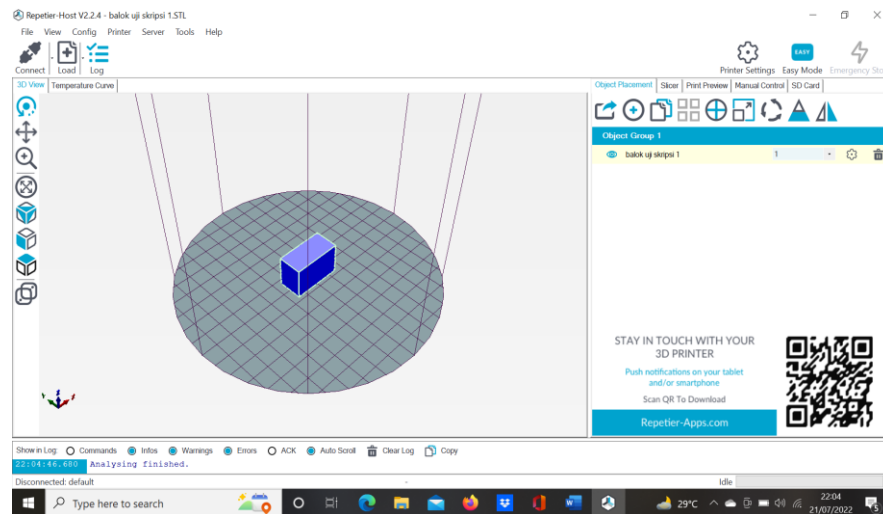 Repetier-Host V2.2.4 - balok uji skripsi 1.STL
File View Config Printer Server Tools Help
EASY
Connect Load Log
Printer Settings Easy Mode Emergency Sto
3D View Temperature Curve
Object Placement Slicer Print Preview Manual Control SD Card
Object Group 1
balok uji skripsi 1 1
STAY IN TOUCH WITH YOUR
3D PRINTER
Push notifications on your tablet
and/or smartphone
Scan QR To Download
Repetier-Apps.com
Show in Log: Commands Infos Warnings Errors ACK Auto Scroll Clear Log Copy
22:04:46.680 Analysing finished.
Disconnected: default - Idle
Type here to search
29°C
22:04
21/07/2022
5